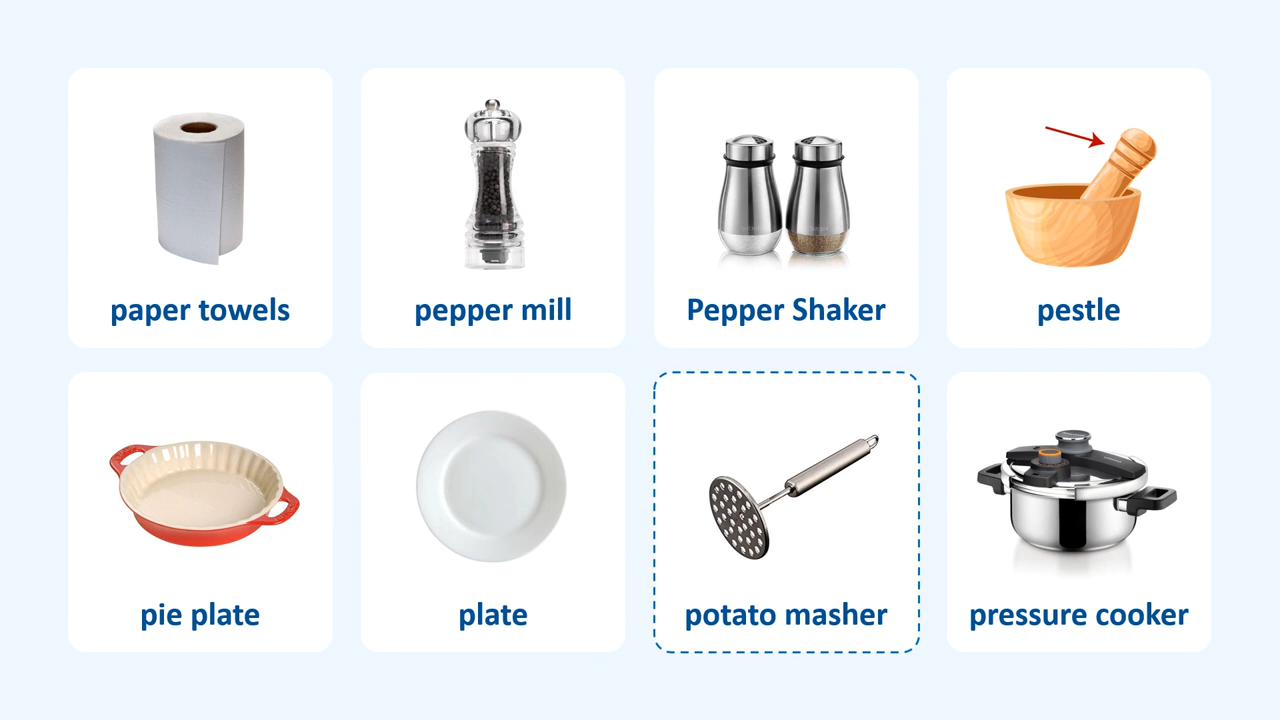 paper towels
pepper mill
Pepper Shaker
pestle
pie plate
plate
potato masher
pressure cooker